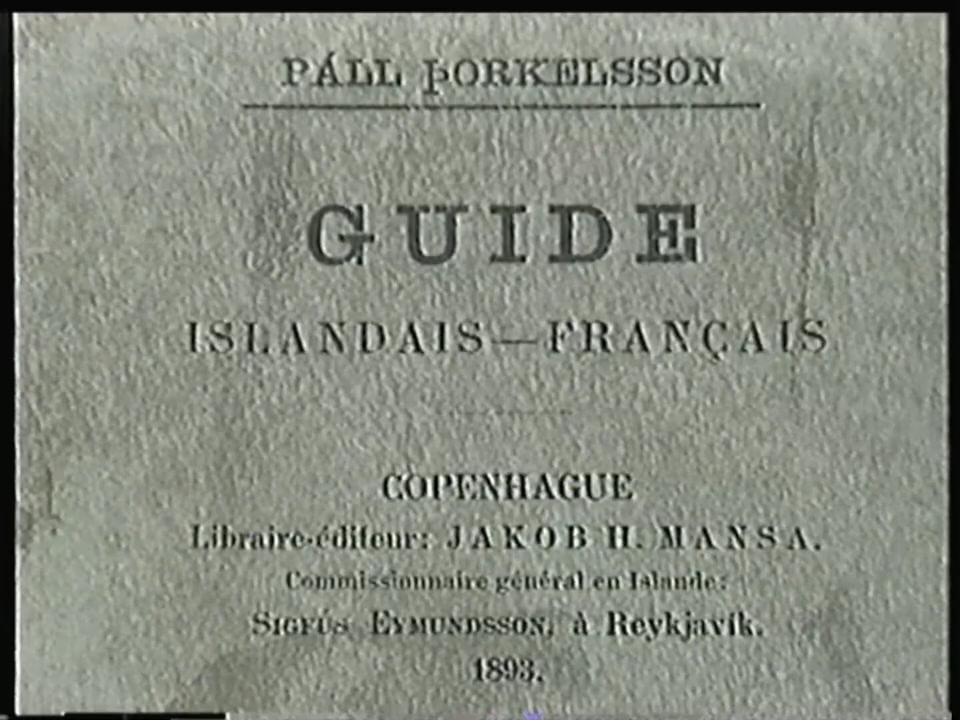 PÁLL ÞORKELSSON
GUIDE
ISLANDAIS—FRANÇAIS
COPENHAGUE
Libraire-éditeur: JAKOB H. MANSA.
Commissionnaire général en Islande:
SIGFÚS EYMUNDSSON, à Reykjavík.
1893.